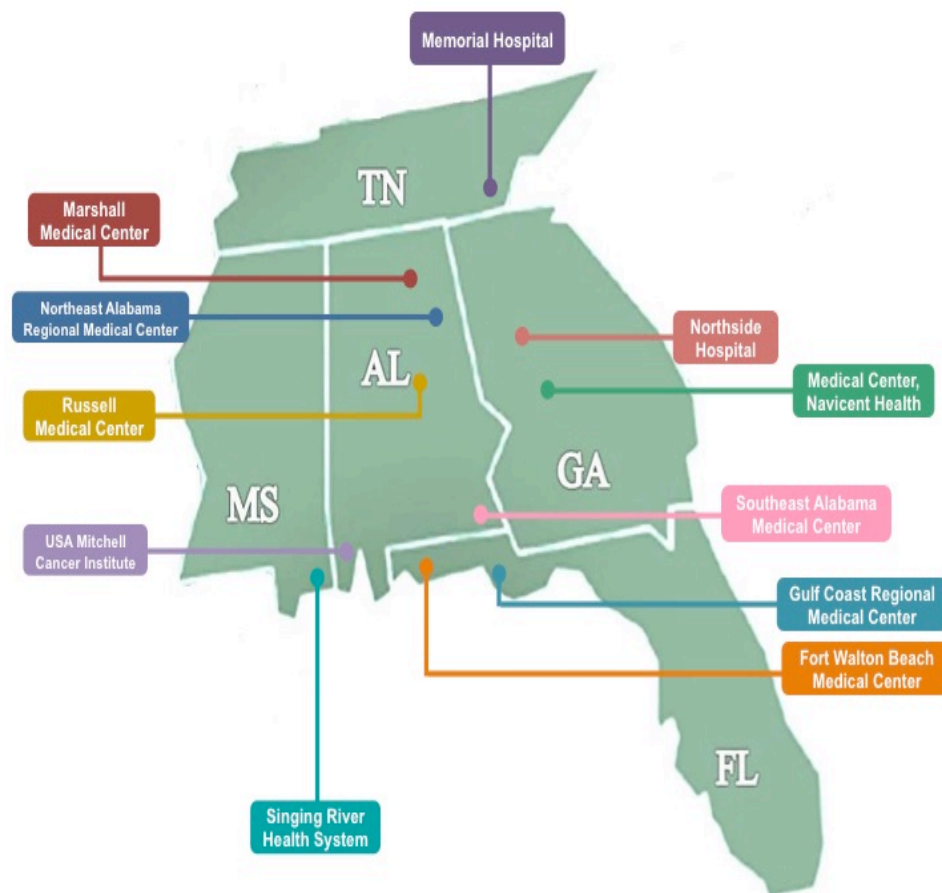 Memorial Hospital
TN
Marshall
Medical Center
Northeast Alabama
Regional Medical Center
Northside
Hospital
AL
Medical Center,
Navicent Health
Russell
Medical Center
GA
MS
Southeast Alabama
Medical Center
USA Mitchell
Cancer Institute
Gulf Coast Regional
Medical Center
Fort Walton Beach
Medical Center
FL
Singing River
Health System